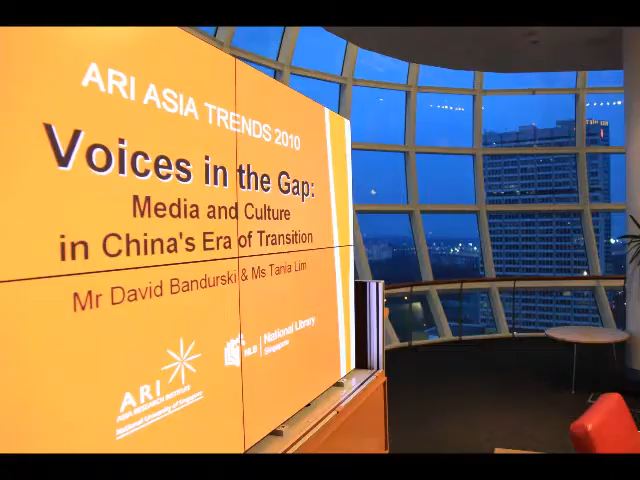 ARI ASIA TRENDS 2010
Voices in the Gap:
Media and Culture
in China's Era of Transition
Mr David Bandurski & Ms Tania Lim
ARI
ASIA RESEARCH INSTITUTE
National University of Singapore
NLB
National Library
Singapore